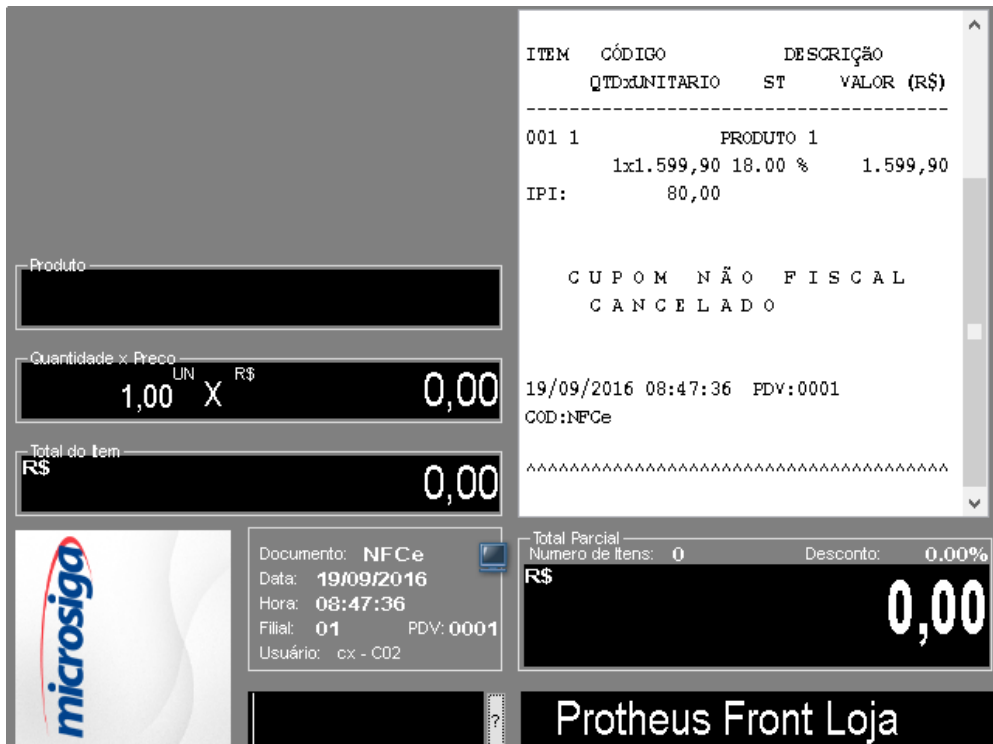 ITEM CÓDIGO DESCRIÇãO
QTDxUNITARIO ST VALOR (R$)
----------------------------------------
001 1 PRODUTO 1
1x1.599,90 18.00 % 1.599,90
IPI: 80,00
C U P O M N Ã O F I S C A L
C A N C E L A D O
19/09/2016 08:47:36 PDV:0001
COD:NFCe
^^^^^^^^^^^^^^^^^^^^^^^^^^^^^^^^^^^^^^^^
Produto
Quantidade x Preco
1,00 UN X R$ 0,00
Total do Item
R$ 0,00
microsiga
Documento: NFCe
Data: 19/09/2016
Hora: 08:47:36
Filial: 01 PDV: 0001
Usuário: cx - C02
Total Parcial
Numero de Itens: 0 Desconto: 0.00%
R$ 0,00
?
Protheus Front Loja